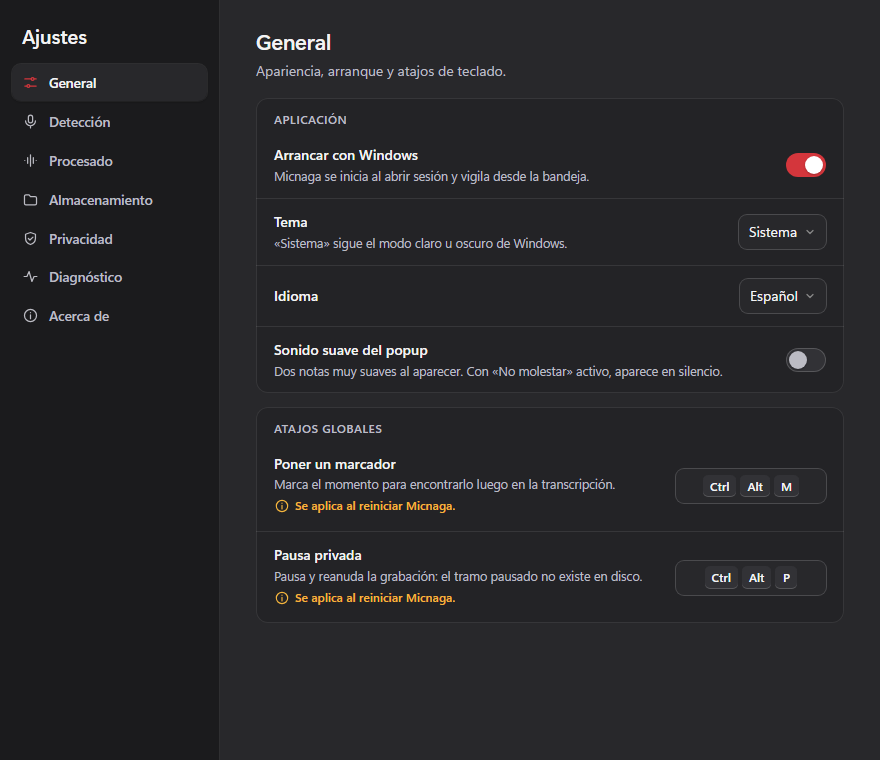 Ajustes
General
Detección
Procesado
Almacenamiento
Privacidad
Diagnóstico
Acerca de
General
Apariencia, arranque y atajos de teclado.
APLICACIÓN
Arrancar con Windows
Micnaga se inicia al abrir sesión y vigila desde la bandeja.
Tema
«Sistema» sigue el modo claro u oscuro de Windows.
Sistema
Idioma
Español
Sonido suave del popup
Dos notas muy suaves al aparecer. Con «No molestar» activo, aparece en silencio.
ATAJOS GLOBALES
Poner un marcador
Marca el momento para encontrarlo luego en la transcripción.
Se aplica al reiniciar Micnaga.
Ctrl Alt M
Pausa privada
Pausa y reanuda la grabación: el tramo pausado no existe en disco.
Se aplica al reiniciar Micnaga.
Ctrl Alt P